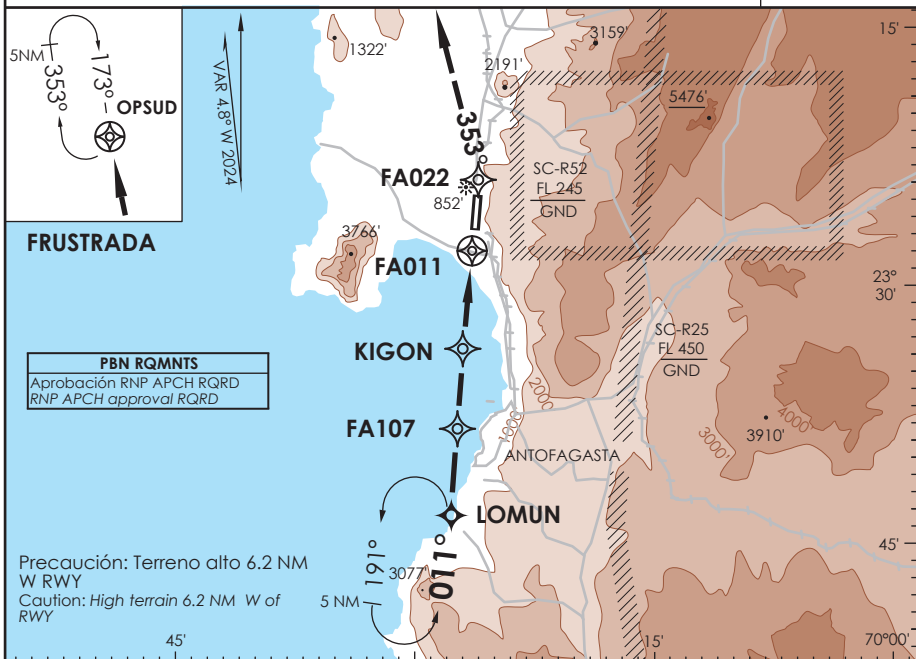 5NM
353°
173°
OPSUD
VAR 4.8° W 2024
FRUSTRADA
1322'
3159'
2191'
5476'
15'
353°
FA022
852'
SC-R52
FL 245
GND
3766'
FA011
23°
30'
KIGON
SC-R25
FL 450
GND
PBN RQMNTS
Aprobación RNP APCH RQRD
RNP APCH approval RQRD
2000
1000
FA107
3910'
4000'
3000'
ANTOFAGASTA
LOMUN
191°
011°
3077'
5 NM
45'
Precaución: Terreno alto 6.2 NM
W RWY
Caution: High terrain 6.2 NM W of
RWY
45'
15'
70°00'